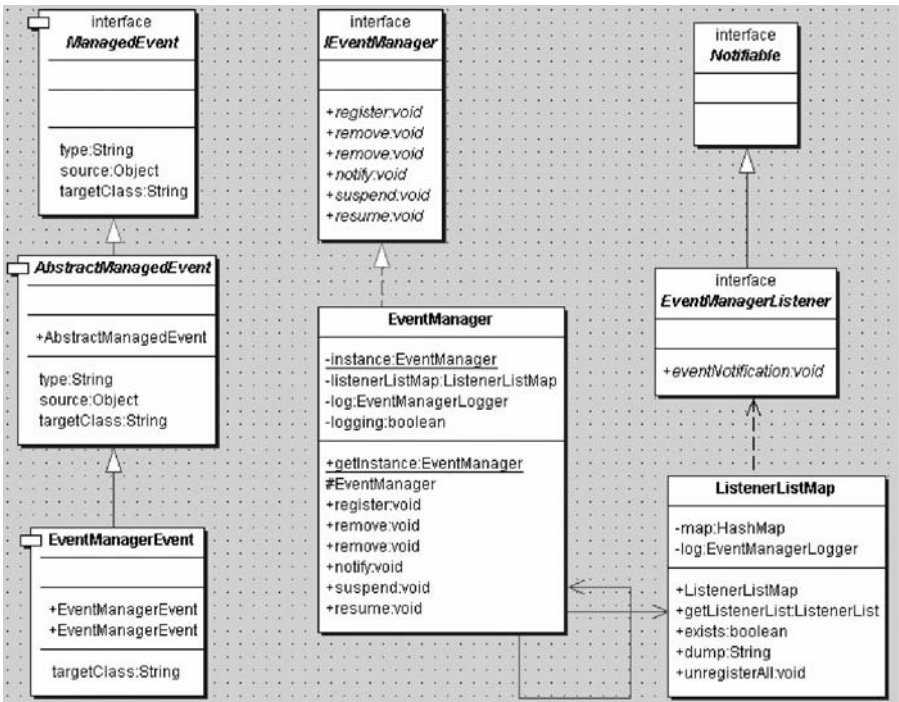 interface
IManagedEvent
type:String
source:Object
targetClass:String
interface
IEventManager
+register:void
+remove:void
+remove:void
+notify:void
+suspend:void
+resume:void
interface
Notifiable
AbstractManagedEvent
+AbstractManagedEvent
type:String
source:Object
targetClass:String
EventManager
-instance:EventManager
-listenerListMap:ListenerListMap
-log:EventManagerLogger
-logging:boolean
+getInstance:EventManager
#EventManager
+register:void
+remove:void
+remove:void
+notify:void
+suspend:void
+resume:void
interface
EventManagerListener
+eventNotification:void
EventManagerEvent
+EventManagerEvent
+EventManagerEvent
targetClass:String
ListenerListMap
-map:HashMap
-log:EventManagerLogger
+ListenerListMap
+getListenerList:ListenerList
+exists:boolean
+dump:String
+unregisterAll:void